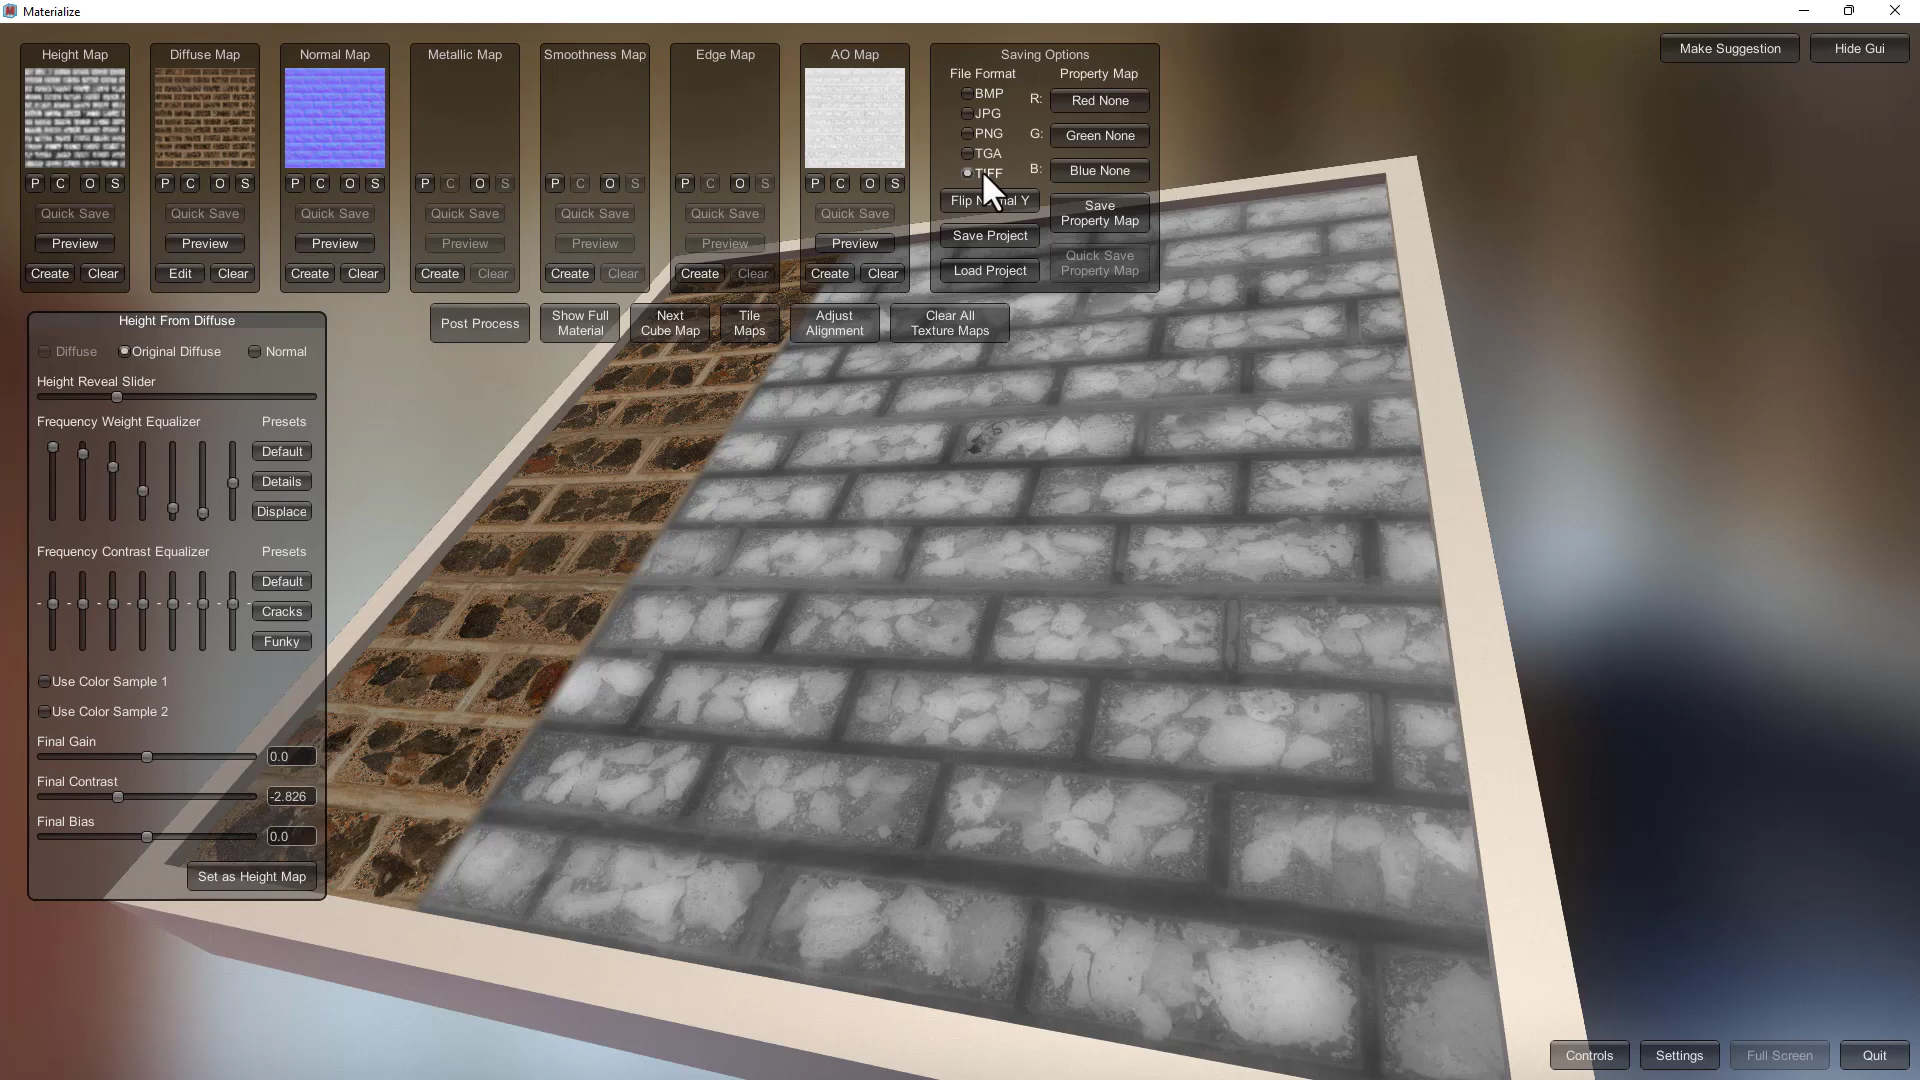 Materialize
Make Suggestion
Hide Gui
Height Map
P C O S
Quick Save
Preview
Create Clear
Diffuse Map
P C O S
Quick Save
Preview
Edit Clear
Normal Map
P C O S
Quick Save
Preview
Create Clear
Metallic Map
P C O S
Quick Save
Preview
Create Clear
Smoothness Map
P C O S
Quick Save
Preview
Create Clear
Edge Map
P C O S
Quick Save
Preview
Create Clear
AO Map
P C O S
Quick Save
Preview
Create Clear
Saving Options
File Format
BMP
JPG
PNG
TGA
TIFF
Flip Y
Save Project
Load Project
Property Map
R: Red None
G: Green None
B: Blue None
Save
Property Map
Quick Save
Property Map
Post Process
Show Full
Material
Next
Cube Map
Tile
Maps
Adjust
Alignment
Clear All
Texture Maps
Height From Diffuse
Diffuse Original Diffuse Normal
Height Reveal Slider
Frequency Weight Equalizer Presets
Default
Details
Displace
Frequency Contrast Equalizer Presets
Default
Cracks
Funky
Use Color Sample 1
Use Color Sample 2
Final Gain
0.0
Final Contrast
-2.826
Final Bias
0.0
Set as Height Map
Controls
Settings
Full Screen
Quit